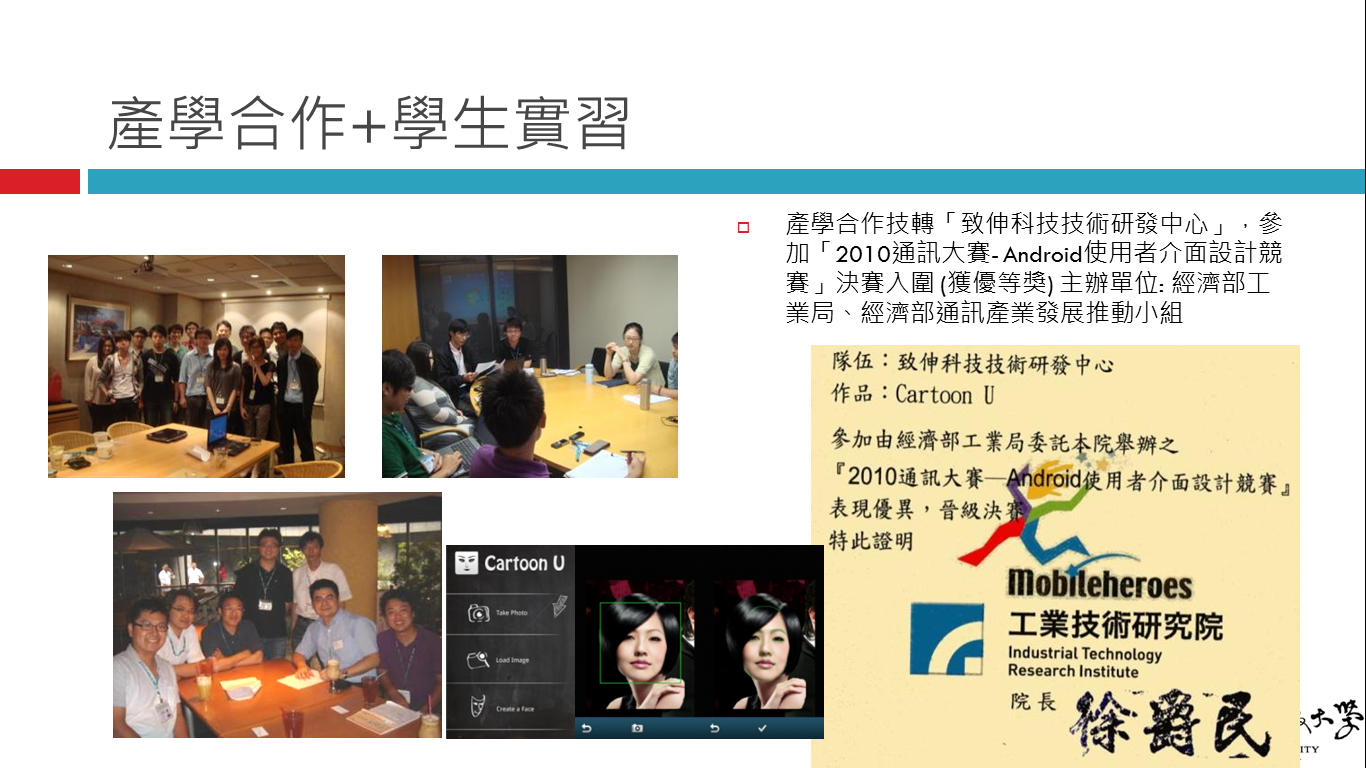 產學合作+學生實習
產學合作技轉「致伸科技技術研發中心」，參
加「2010通訊大賽- Android使用者介面設計競
賽」決賽入圍 (獲優等獎) 主辦單位: 經濟部工
業局、經濟部通訊產業發展推動小組
隊伍：致伸科技技術研發中心
作品：Cartoon U
參加由經濟部工業局委託本院舉辦之
『2010通訊大賽—Android使用者介面設計競賽』
表現優異，晉級決賽
特此證明
Mobileheroes
工業技術研究院
Industrial Technology
Research Institute
院長
徐爵民
Cartoon U
Take Photo
Load Image
Create a Face
大學
ITY